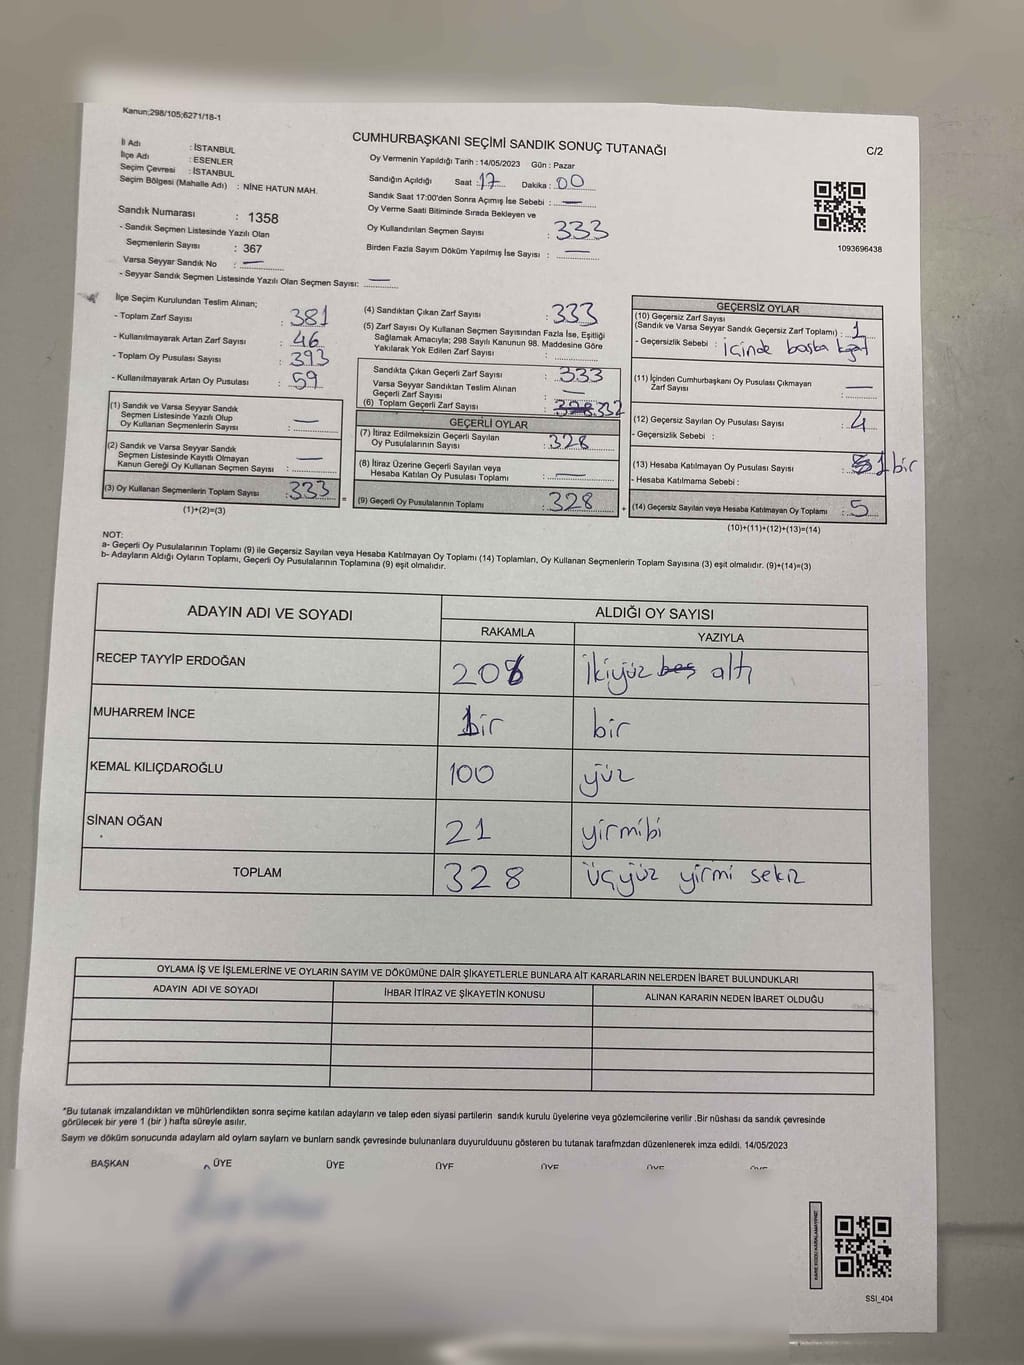 Kanun;298/105;6271/18-1
CUMHURBAŞKANI SEÇİMİ SANDIK SONUÇ TUTANAĞI
C/2
İl Adı : İSTANBUL
İlçe Adı : ESENLER
Seçim Çevresi : İSTANBUL
Seçim Bölgesi (Mahalle Adı) : NİNE HATUN MAH.
Oy Vermenin Yapıldığı Tarih : 14/05/2023 Gün : Pazar
Sandığın Açıldığı Saat : 17 Dakika : 00
Sandık Saat 17:00'den Sonra Açımış İse Sebebi : —
Oy Verme Saati Bitiminde Sırada Bekleyen ve
Oy Kullandırılan Seçmen Sayısı : 333
Birden Fazla Sayım Döküm Yapılmış İse Sayısı : —
1093696438
Sandık Numarası : 1358
- Sandık Seçmen Listesinde Yazılı Olan
Seçmenlerin Sayısı : 367
Varsa Seyyar Sandık No : —
- Seyyar Sandık Seçmen Listesinde Yazılı Olan Seçmen Sayısı: —
İlçe Seçim Kurulundan Teslim Alınan;
- Toplam Zarf Sayısı : 381
- Kullanılmayarak Artan Zarf Sayısı : 46
- Toplam Oy Pusulası Sayısı : 393
- Kullanılmayarak Artan Oy Pusulası : 59
(1) Sandık ve Varsa Seyyar Sandık
Seçmen Listesinde Yazılı Olup
Oy Kullanan Seçmenlerin Sayısı : —
(2) Sandık ve Varsa Seyyar Sandık
Seçmen Listesinde Kayıtlı Olmayan
Kanun Gereği Oy Kullanan Seçmen Sayısı : —
(3) Oy Kullanan Seçmenlerin Toplam Sayısı : 333
(1)+(2)=(3)
(4) Sandıktan Çıkan Zarf Sayısı : 333
(5) Zarf Sayısı Oy Kullanan Seçmen Sayısından Fazla İse, Eşitliği
Sağlamak Amacıyla; 298 Sayılı Kanunun 98. Maddesine Göre
Yakılarak Yok Edilen Zarf Sayısı :
Sandıkta Çıkan Geçerli Zarf Sayısı : 333
Varsa Seyyar Sandıktan Teslim Alınan
Geçerli Zarf Sayısı : —
(6) Toplam Geçerli Zarf Sayısı : 328 332
GEÇERLİ OYLAR
(7) İtiraz Edilmeksizin Geçerli Sayılan
Oy Pusulalarının Sayısı : 328
(8) İtiraz Üzerine Geçerli Sayılan veya
Hesaba Katılan Oy Pusulası Toplamı : —
=
(9) Geçerli Oy Pusulalarının Toplamı : 328
+
GEÇERSİZ OYLAR
(10) Geçersiz Zarf Sayısı
(Sandık ve Varsa Seyyar Sandık Geçersiz Zarf Toplamı) : 1
- Geçersizlik Sebebi : içinde başka kağat
(11) İçinden Cumhurbaşkanı Oy Pusulası Çıkmayan
Zarf Sayısı : —
(12) Geçersiz Sayılan Oy Pusulası Sayısı : 4
- Geçersizlik Sebebi :
(13) Hesaba Katılmayan Oy Pusulası Sayısı : 1 bir
- Hesaba Katılmama Sebebi :
(14) Geçersiz Sayılan veya Hesaba Katılmayan Oy Toplamı : 5
(10)+(11)+(12)+(13)=(14)
NOT:
a- Geçerli Oy Pusulalarının Toplamı (9) ile Geçersiz Sayılan veya Hesaba Katılmayan Oy Toplamı (14) Toplamları, Oy Kullanan Seçmenlerin Toplam Sayısına (3) eşit olmalıdır. (9)+(14)=(3)
b- Adayların Aldığı Oyların Toplamı, Geçerli Oy Pusulalarının Toplamına (9) eşit olmalıdır.
ADAYIN ADI VE SOYADI ALDIĞI OY SAYISI
RAKAMLA YAZIYLA
RECEP TAYYİP ERDOĞAN 206 İkiyüz beş altı
MUHARREM İNCE 1bir bir
KEMAL KILIÇDAROĞLU 100 yüz
SİNAN OĞAN 21 yirmibi
TOPLAM 328 üçyüz yirmi sekiz
OYLAMA İŞ VE İŞLEMLERİNE VE OYLARIN SAYIM VE DÖKÜMÜNE DAİR ŞİKAYETLERLE BUNLARA AİT KARARLARIN NELERDEN İBARET BULUNDUKLARI
ADAYIN ADI VE SOYADI İHBAR İTİRAZ VE ŞİKAYETİN KONUSU ALINAN KARARIN NEDEN İBARET OLDUĞU
*Bu tutanak imzalandıktan ve mühürlendikten sonra seçime katılan adayların ve talep eden siyasi partilerin sandık kurulu üyelerine veya gözlemcilerine verilir .Bir nüshası da sandık çevresinde
görülecek bir yere 1 (bir ) hafta süreyle asılır.
Saym ve döküm sonucunda adaylarn ald oylarn saylarn ve bunlarn sandk çevresinde bulunanlara duyurulduunu gösteren bu tutanak tarafmzdan düzenlenerek imza edildi. 14/05/2023
BAŞKAN ÜYE ÜYE ÜYE ÜYE ÜYE ÜYE
SSI_404